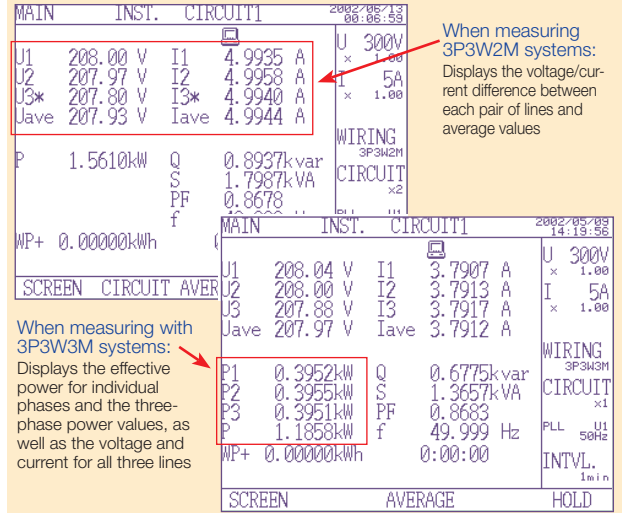 MAIN INST. CIRCUIT1 2002/06/13
00:06:59
U1 208.00 V I1 4.9935 A
U2 207.97 V I2 4.9958 A
U3* 207.80 V I3* 4.9940 A
Uave 207.93 V Iave 4.9944 A
P 1.5610kW Q 0.8937kvar
S 1.7987kVA
PF 0.8678
f
WP+ 0.00000kWh
SCREEN CIRCUIT AVER
U 300V
× 1.00
I 5A
× 1.00
WIRING
3P3W2M
CIRCUIT
×2
When measuring
3P3W2M systems:
Displays the voltage/cur-
rent difference between
each pair of lines and
average values
MAIN INST. CIRCUIT1 2002/05/09
14:19:56
U1 208.04 V I1 3.7907 A
U2 208.00 V I2 3.7913 A
U3 207.88 V I3 3.7917 A
Uave 207.97 V Iave 3.7912 A
P1 0.3952kW Q 0.6775kvar
P2 0.3955kW S 1.3657kVA
P3 0.3951kW PF 0.8683
P 1.1858kW f 49.999 Hz
WP+ 0.00000kWh 0:00:00
SCREEN AVERAGE HOLD
U 300V
× 1.00
I 5A
× 1.00
WIRING
3P3W3M
CIRCUIT
×1
PLL U1
50Hz
INTVL.
1min
When measuring with
3P3W3M systems:
Displays the effective
power for individual
phases and the three-
phase power values, as
well as the voltage and
current for all three lines